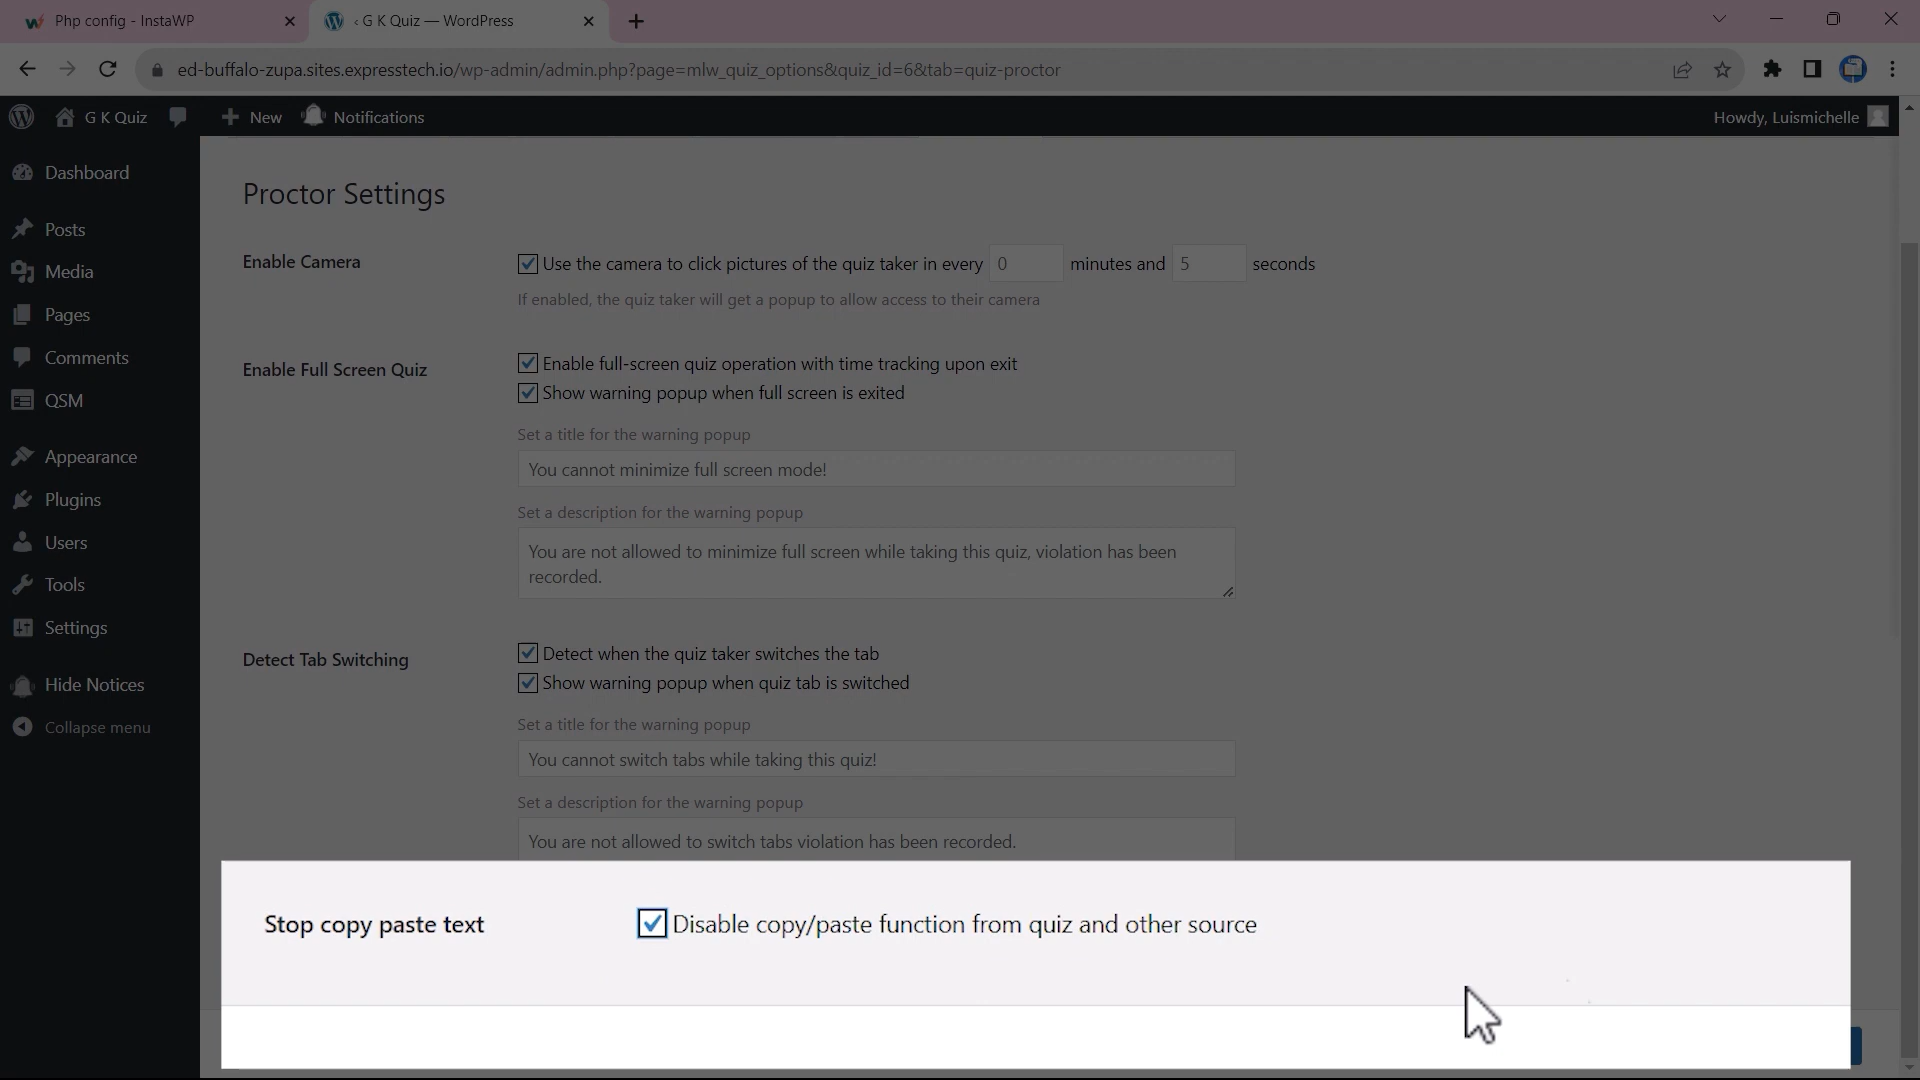 Php config - InstaWP
‹ G K Quiz — WordPress
ed-buffalo-zupa.sites.expresstech.io/wp-admin/admin.php?page=mlw_quiz_options&quiz_id=6&tab=quiz-proctor
G K Quiz
New
Notifications
Howdy, Luismichelle
Dashboard
Posts
Media
Pages
Comments
QSM
Appearance
Plugins
Users
Tools
Settings
Hide Notices
Collapse menu
Proctor Settings
Enable Camera
Use the camera to click pictures of the quiz taker in every 0 minutes and 5 seconds
If enabled, the quiz taker will get a popup to allow access to their camera
Enable Full Screen Quiz
Enable full-screen quiz operation with time tracking upon exit
Show warning popup when full screen is exited
Set a title for the warning popup
You cannot minimize full screen mode!
Set a description for the warning popup
You are not allowed to minimize full screen while taking this quiz, violation has been
recorded.
Detect Tab Switching
Detect when the quiz taker switches the tab
Show warning popup when quiz tab is switched
Set a title for the warning popup
You cannot switch tabs while taking this quiz!
Set a description for the warning popup
You are not allowed to switch tabs violation has been recorded.
Stop copy paste text
Disable copy/paste function from quiz and other source